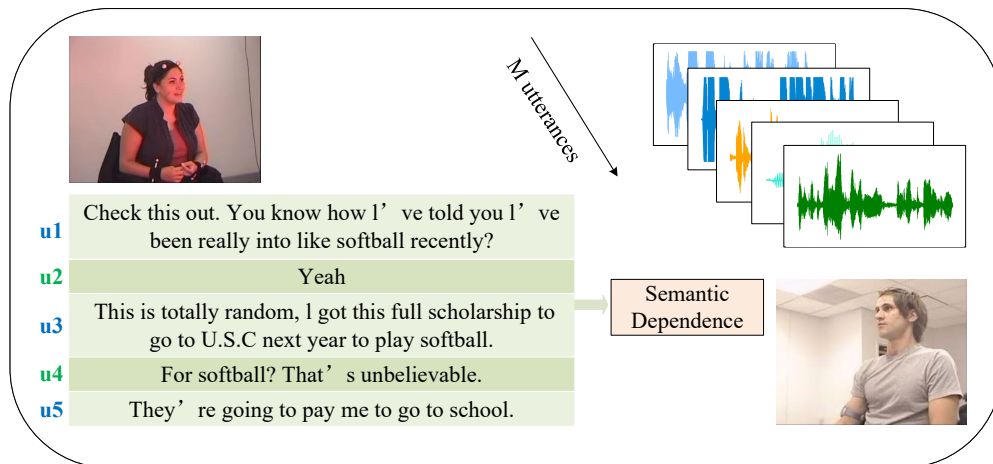 M utterances
u1
Check this out. You know how l’ ve told you l’ ve
been really into like softball recently?
u2
Yeah
u3
This is totally random, l got this full scholarship to
go to U.S.C next year to play softball.
u4
For softball? That’ s unbelievable.
u5
They’ re going to pay me to go to school.
Semantic
Dependence